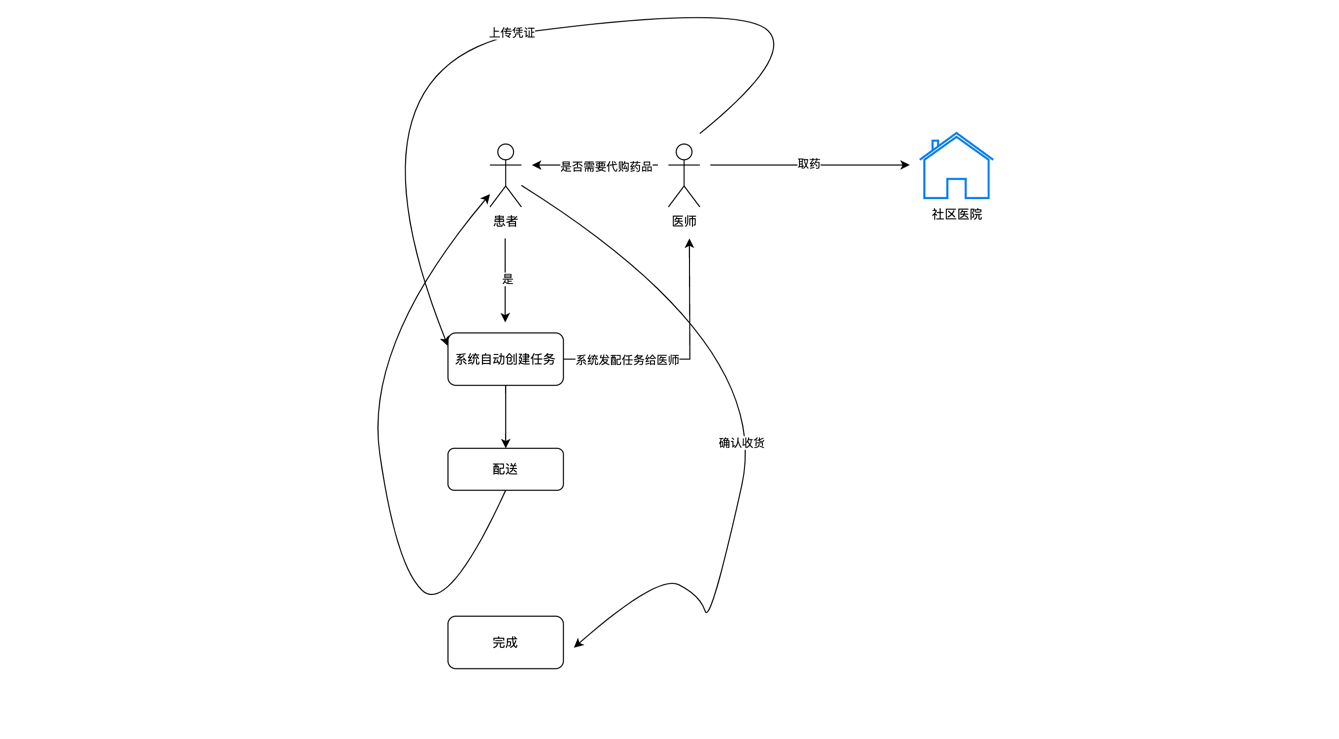 上传凭证
是否需要代购药品
取药
患者
医师
社区医院
是
系统自动创建任务
系统发配任务给医师
确认收货
配送
完成